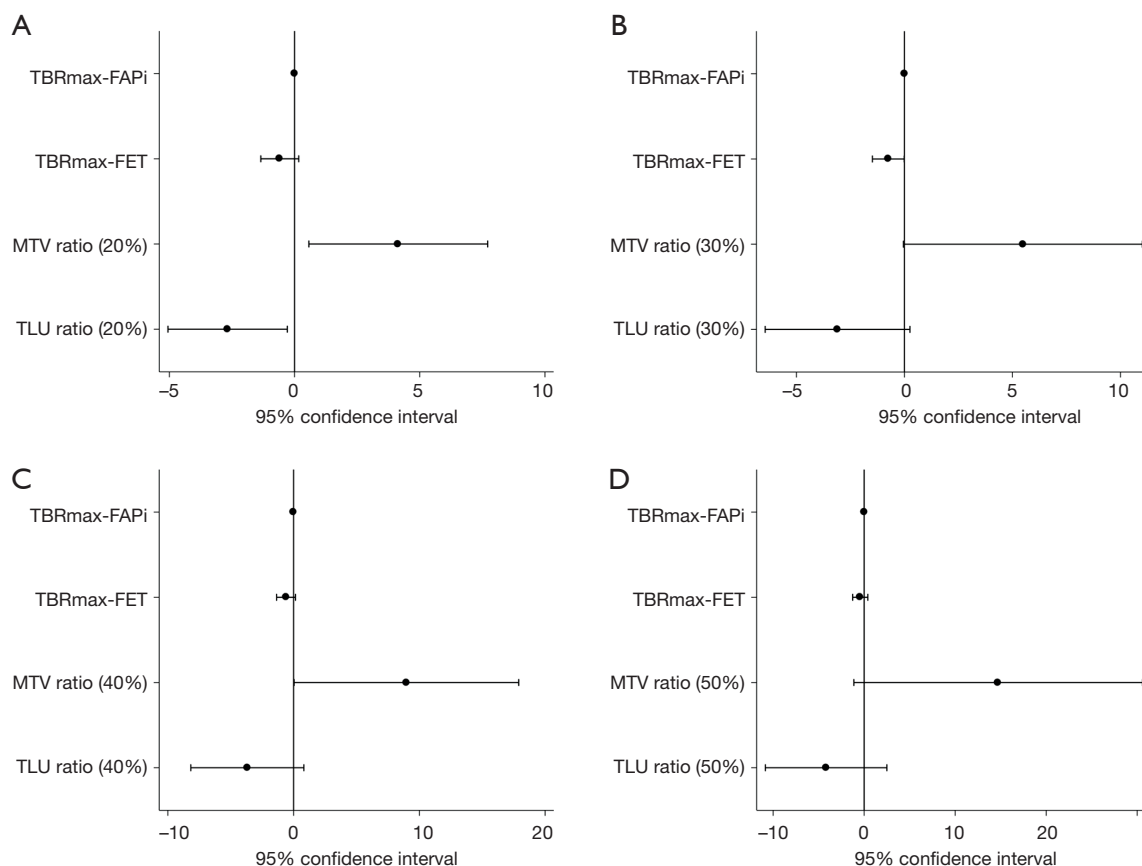 A
TBRmax-FAPi
TBRmax-FET
MTV ratio (20%)
TLU ratio (20%)
–5 0 5 10
95% confidence interval
B
TBRmax-FAPi
TBRmax-FET
MTV ratio (30%)
TLU ratio (30%)
–5 0 5 10
95% confidence interval
C
TBRmax-FAPi
TBRmax-FET
MTV ratio (40%)
TLU ratio (40%)
–10 0 10 20
95% confidence interval
D
TBRmax-FAPi
TBRmax-FET
MTV ratio (50%)
TLU ratio (50%)
–10 0 10 20 30
95% confidence interval